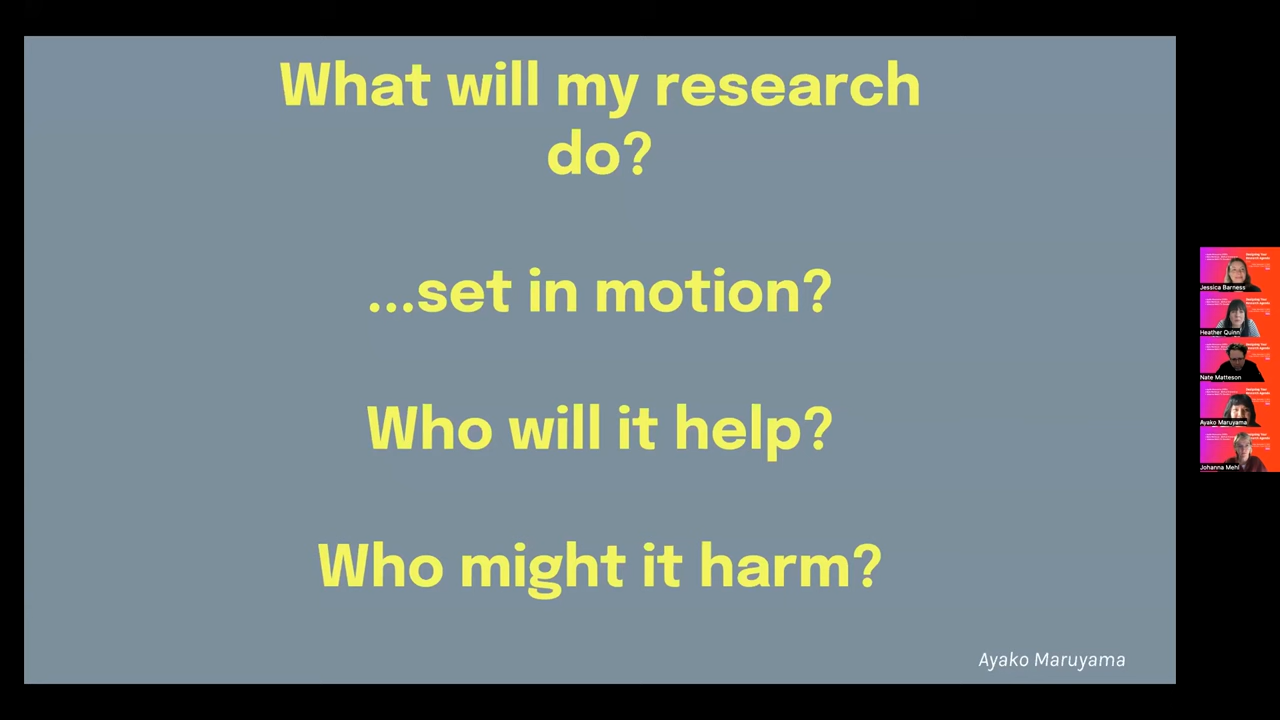 What will my research
do?
...set in motion?
Who will it help?
Who might it harm?
Ayako Maruyama
Jessica Barness
Heather Quinn
Nate Matteson
Ayako Maruyama
Johanna Mehl